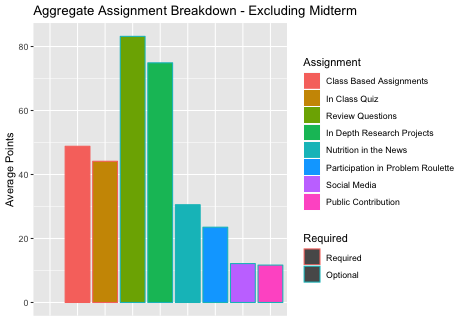 Aggregate Assignment Breakdown - Excluding Midterm
Average Points
80
60
40
20
0
Assignment
Class Based Assignments
In Class Quiz
Review Questions
In Depth Research Projects
Nutrition in the News
Participation in Problem Roulette
Social Media
Public Contribution
Required
Required
Optional